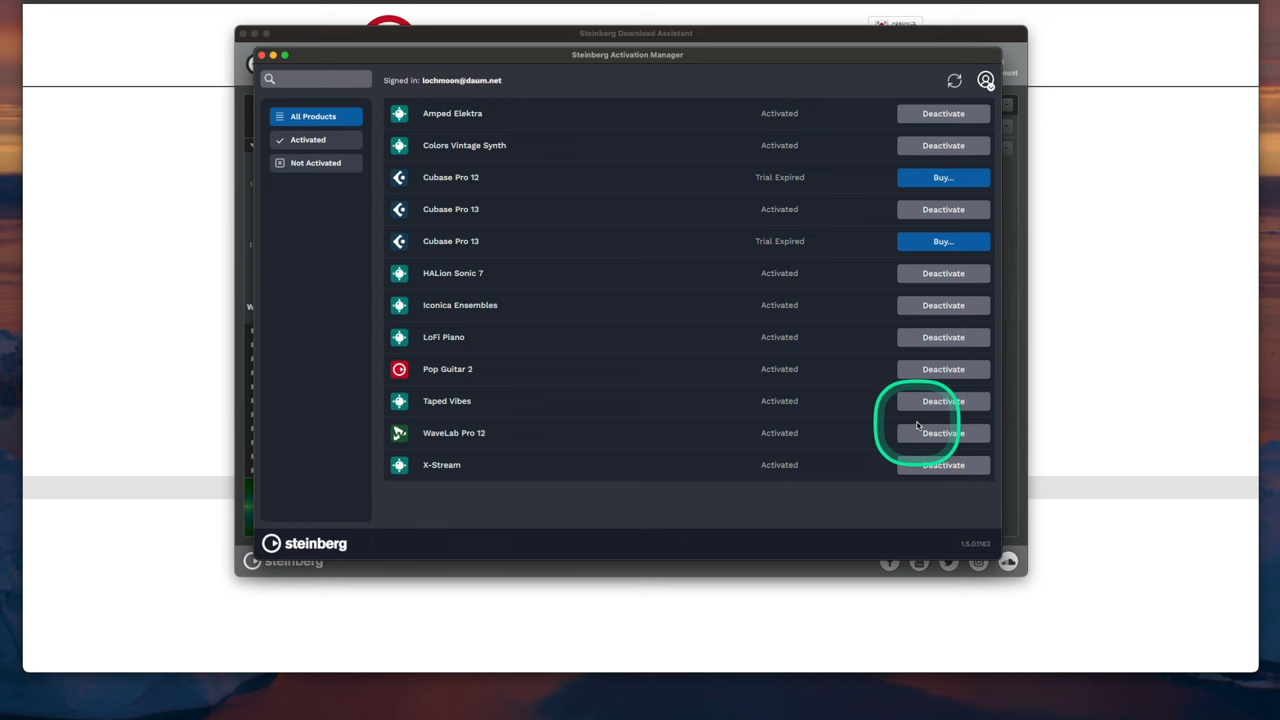 Steinberg Download Assistant
Steinberg Activation Manager
Signed in: lochmoon@daum.net
ount
All Products
Activated
Not Activated
Amped Elektra Activated Deactivate
Colors Vintage Synth Activated Deactivate
Cubase Pro 12 Trial Expired Buy...
Cubase Pro 13 Activated Deactivate
Cubase Pro 13 Trial Expired Buy...
HALion Sonic 7 Activated Deactivate
Iconica Ensembles Activated Deactivate
LoFi Piano Activated Deactivate
Pop Guitar 2 Activated Deactivate
Taped Vibes Activated Deactivate
WaveLab Pro 12 Activated Deactivate
X-Stream Activated Deactivate
steinberg
1.5.0.1163
steinberg